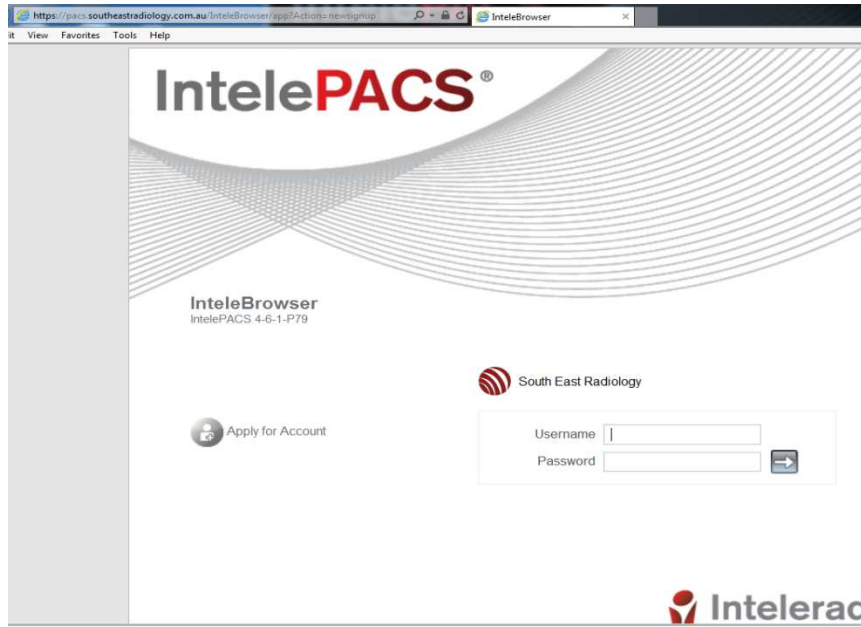 https://pacs.southeastradiology.com.au/InteleBrowser/app?Action=newsignup
InteleBrowser
it View Favorites Tools Help
IntelePACS®
InteleBrowser
IntelePACS 4-6-1-P79
South East Radiology
Apply for Account
Username
Password
Intelerad